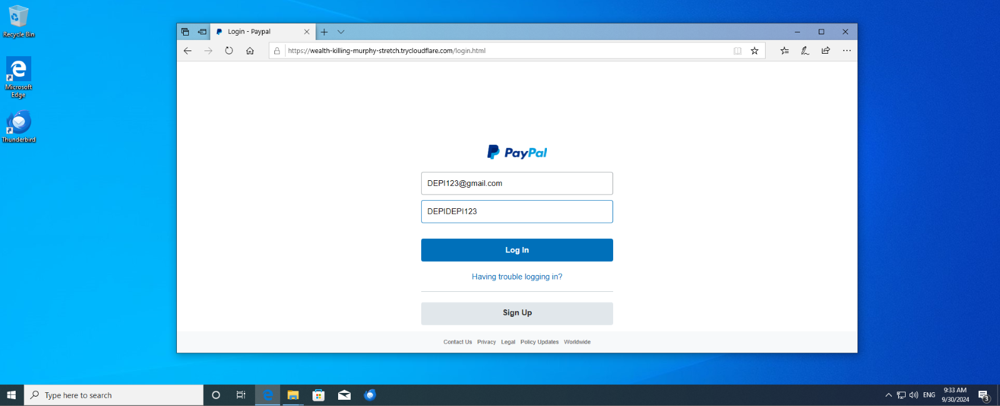 Recycle Bin
Microsoft
Edge
Thunderbird
Login - Paypal
https://wealth-killing-murphy-stretch.trycloudflare.com/login.html
PayPal
DEPI123@gmail.com
DEPIDEPI123
Log In
Having trouble logging in?
Sign Up
Contact Us Privacy Legal Policy Updates Worldwide
Type here to search
ENG
9:33 AM
9/30/2024
3